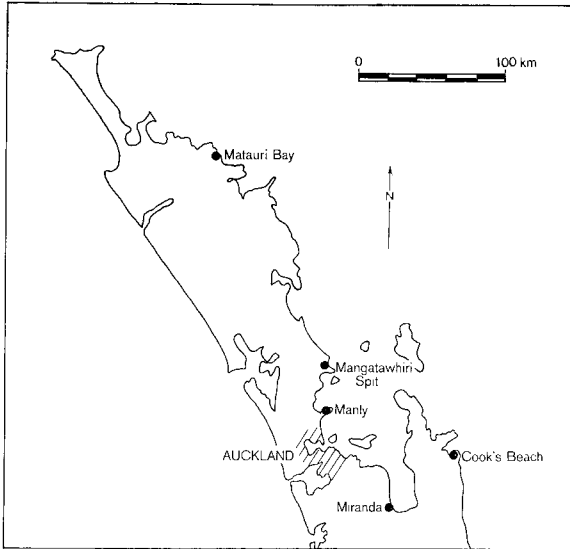 0 100 km
Matauri Bay
N
Mangatawhiri
Spit
Manly
AUCKLAND
Cook's Beach
Miranda